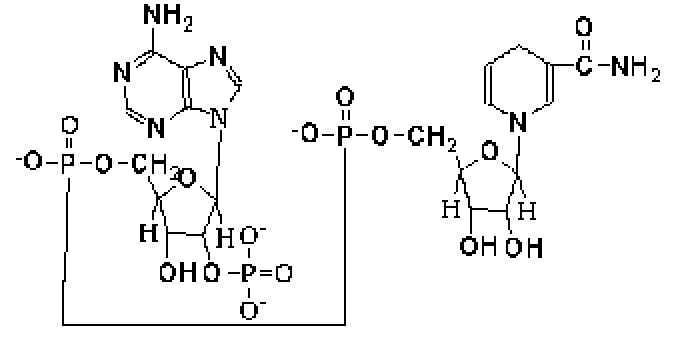 NH2
O
N N C-NH2
O
N N N
O -O-P-O-CH2 O
-O-P-O-CH2 O
H H
H H O- OH OH
OH O-P=O
O-